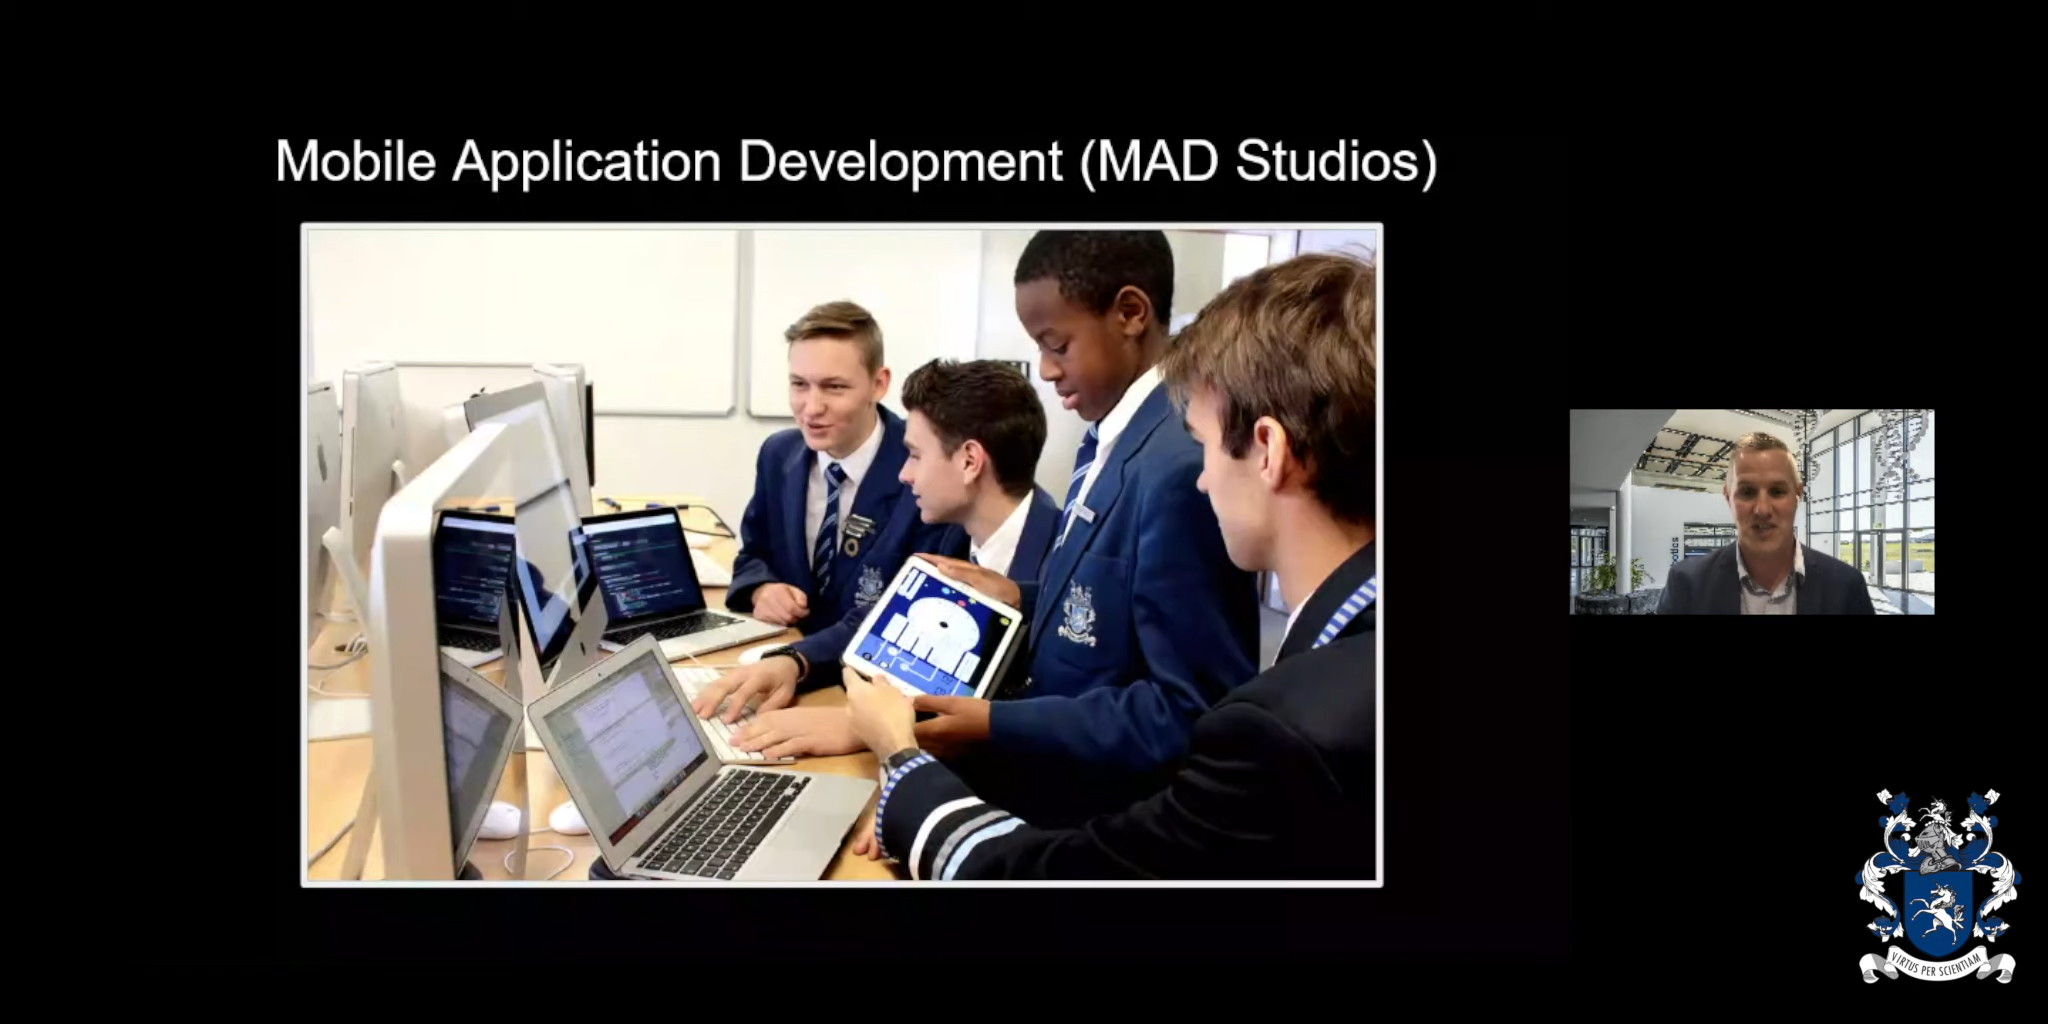 Mobile Application Development (MAD Studios)
VIRTUS PER SCIENTIAM